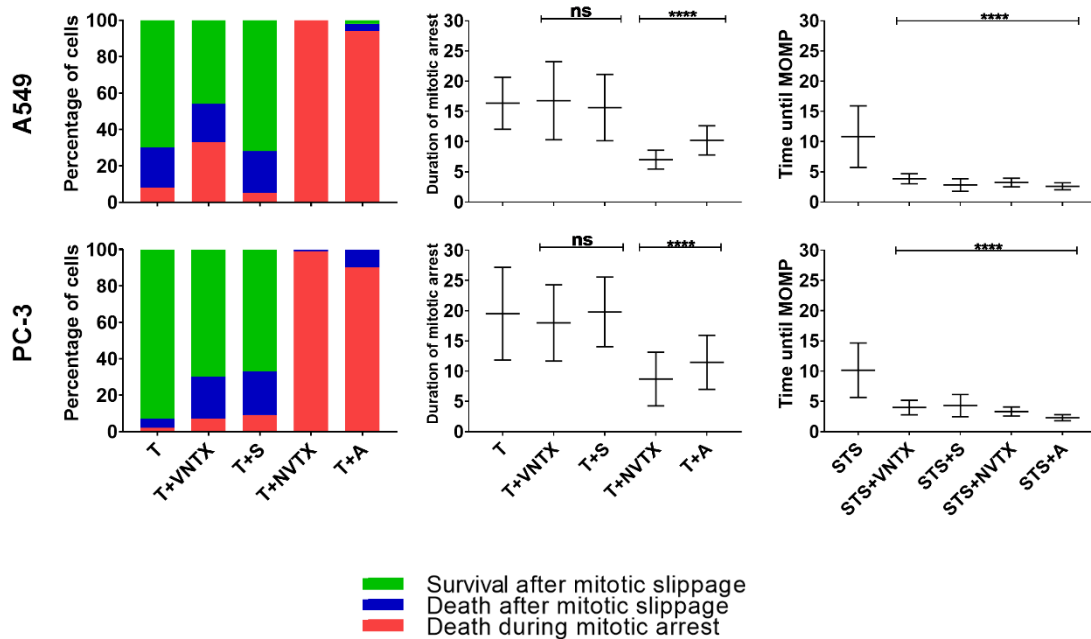 A549
Percentage of cells
100
80
60
40
20
0
Duration of mitotic arrest
30
25
20
15
10
5
0
ns
****
Time until MOMP
30
25
20
15
10
5
0
****
PC-3
Percentage of cells
100
80
60
40
20
0
T
T+VNTX
T+S
T+NVTX
T+A
Duration of mitotic arrest
30
25
20
15
10
5
0
ns
****
T
T+VNTX
T+S
T+NVTX
T+A
Time until MOMP
30
25
20
15
10
5
0
****
STS
STS+VNTX
STS+S
STS+NVTX
STS+A
Survival after mitotic slippage
Death after mitotic slippage
Death during mitotic arrest